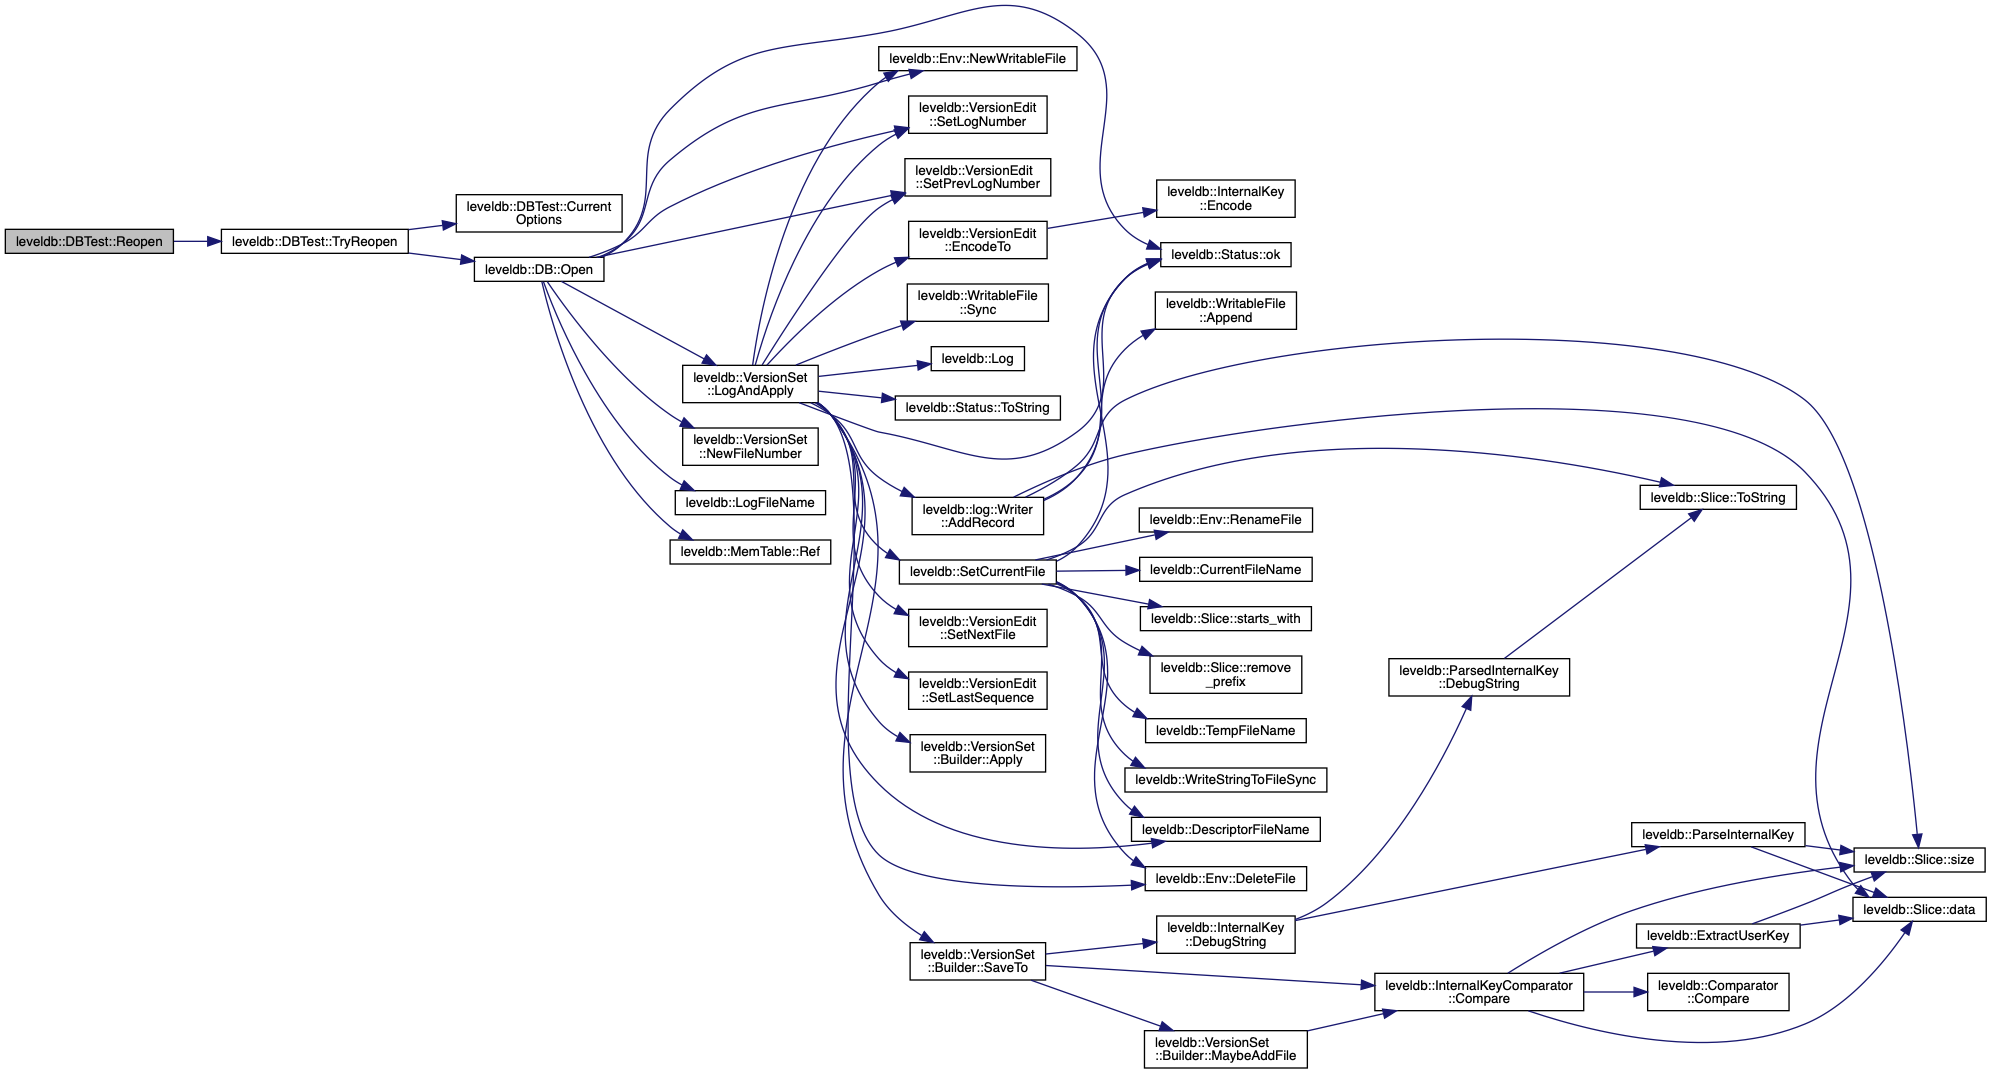 leveldb::DBTest::Reopen
leveldb::DBTest::TryReopen
leveldb::DBTest::Current
Options
leveldb::DB::Open
leveldb::VersionSet
::LogAndApply
leveldb::VersionSet
::NewFileNumber
leveldb::LogFileName
leveldb::MemTable::Ref
leveldb::Env::NewWritableFile
leveldb::VersionEdit
::SetLogNumber
leveldb::VersionEdit
::SetPrevLogNumber
leveldb::VersionEdit
::EncodeTo
leveldb::WritableFile
::Sync
leveldb::Log
leveldb::Status::ToString
leveldb::log::Writer
::AddRecord
leveldb::SetCurrentFile
leveldb::VersionEdit
::SetNextFile
leveldb::VersionEdit
::SetLastSequence
leveldb::VersionSet
::Builder::Apply
leveldb::VersionSet
::Builder::SaveTo
leveldb::InternalKey
::Encode
leveldb::Status::ok
leveldb::WritableFile
::Append
leveldb::Env::RenameFile
leveldb::CurrentFileName
leveldb::Slice::starts_with
leveldb::Slice::remove
_prefix
leveldb::TempFileName
leveldb::WriteStringToFileSync
leveldb::DescriptorFileName
leveldb::Env::DeleteFile
leveldb::InternalKey
::DebugString
leveldb::VersionSet
::Builder::MaybeAddFile
leveldb::ParsedInternalKey
::DebugString
leveldb::InternalKeyComparator
::Compare
leveldb::Slice::ToString
leveldb::ParseInternalKey
leveldb::ExtractUserKey
leveldb::Comparator
::Compare
leveldb::Slice::size
leveldb::Slice::data